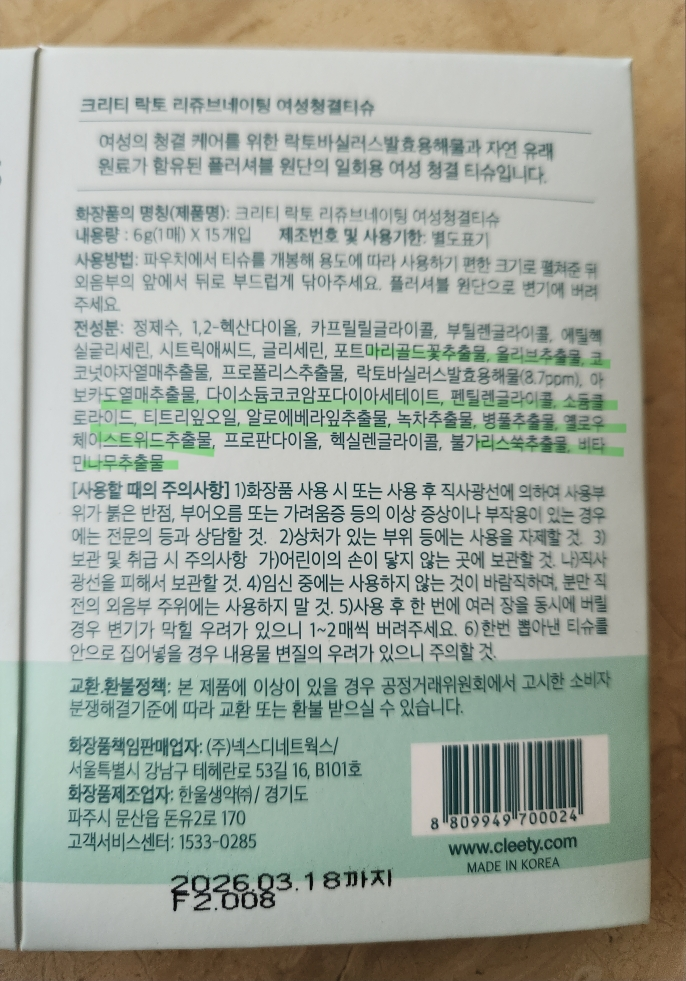 크리티 락토 리쥬브네이팅 여성청결티슈
여성의 청결 케어를 위한 락토바실러스발효용해물과 자연 유래
원료가 함유된 플러셔블 원단의 일회용 여성 청결 티슈입니다.
화장품의 명칭(제품명): 크리티 락토 리쥬브네이팅 여성청결티슈
내용량 : 6g(1매) X 15개입 제조번호 및 사용기한: 별도표기
사용방법: 파우치에서 티슈를 개봉해 용도에 따라 사용하기 편한 크기로 펼쳐준 뒤
외음부의 앞에서 뒤로 부드럽게 닦아주세요. 플러셔블 원단으로 변기에 버려
주세요.
전성분: 정제수, 1,2-헥산다이올, 카프릴릴글라이콜, 부틸렌글라이콜, 에틸헥
실글리세린, 시트릭애씨드, 글리세린, 포트마리골드꽃추출물, 올리브추출물, 코
코넛야자열매추출물, 프로폴리스추출물, 락토바실러스발효용해물(8.7ppm), 아
보카도열매추출물, 다이소듐코코암포다이아세테이트, 펜틸렌글라이콜, 소듐클
로라이드, 티트리잎오일, 알로에베라잎추출물, 녹차추출물, 병풀추출물, 옐로우
체이스트위드추출물, 프로판다이올, 헥실렌글라이콜, 불가리스쑥추출물, 비타
민나무추출물
[사용할 때의 주의사항] 1)화장품 사용 시 또는 사용 후 직사광선에 의하여 사용부
위가 붉은 반점, 부어오름 또는 가려움증 등의 이상 증상이나 부작용이 있는 경우
에는 전문의 등과 상담할 것. 2)상처가 있는 부위 등에는 사용을 자제할 것. 3)
보관 및 취급 시 주의사항 가)어린이의 손이 닿지 않는 곳에 보관할 것. 나)직사
광선을 피해서 보관할 것. 4)임신 중에는 사용하지 않는 것이 바람직하며, 분만 직
전의 외음부 주위에는 사용하지 말 것. 5)사용 후 한 번에 여러 장을 동시에 버릴
경우 변기가 막힐 우려가 있으니 1~2매씩 버려주세요. 6)한번 뽑아낸 티슈를
안으로 집어넣을 경우 내용물 변질의 우려가 있으니 주의할 것.
교환.환불정책: 본 제품에 이상이 있을 경우 공정거래위원회에서 고시한 소비자
분쟁해결기준에 따라 교환 또는 환불 받으실 수 있습니다.
화장품책임판매업자: (주)넥스디네트웍스/
서울특별시 강남구 테헤란로 53길 16, B101호
화장품제조업자: 한울생약㈜/ 경기도
파주시 문산읍 돈유2로 170
고객서비스센터: 1533-0285
8 809949 700024
www.cleety.com
MADE IN KOREA
2026.03.18까지
F2.008